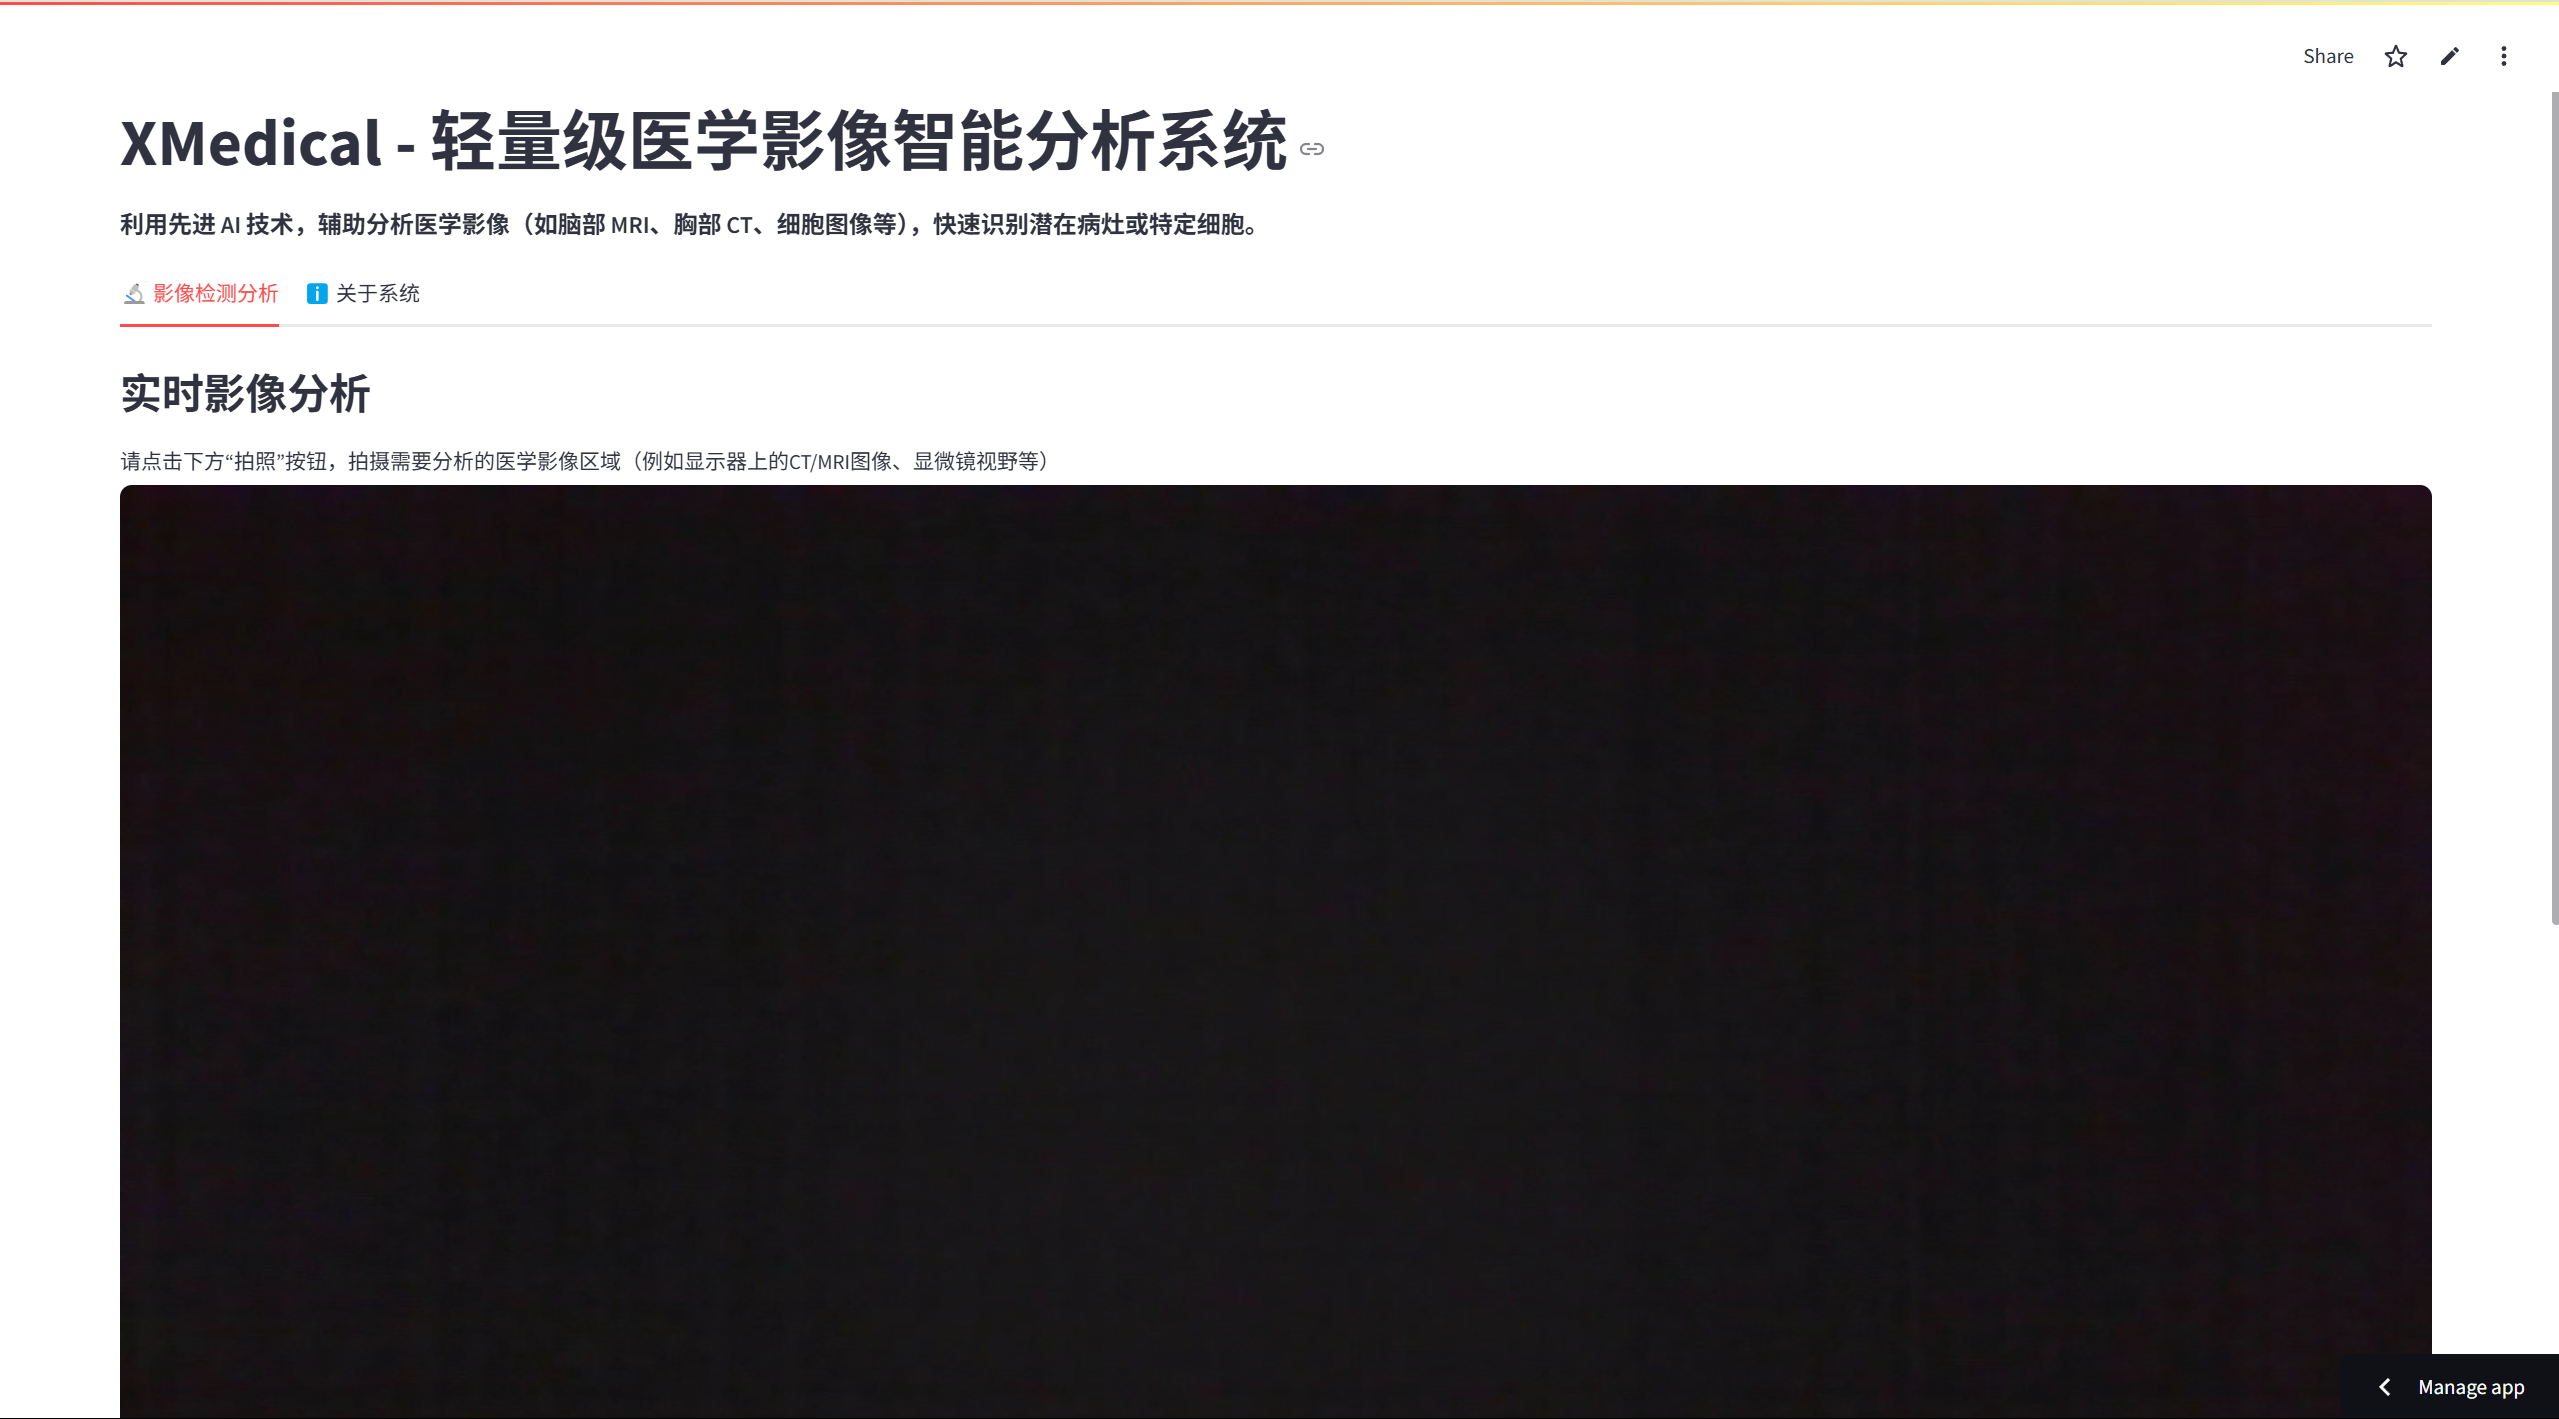 Share
XMedical - 轻量级医学影像智能分析系统
利用先进 AI 技术，辅助分析医学影像（如脑部 MRI、胸部 CT、细胞图像等），快速识别潜在病灶或特定细胞。
影像检测分析 关于系统
实时影像分析
请点击下方“拍照”按钮，拍摄需要分析的医学影像区域（例如显示器上的CT/MRI图像、显微镜视野等）
Manage app